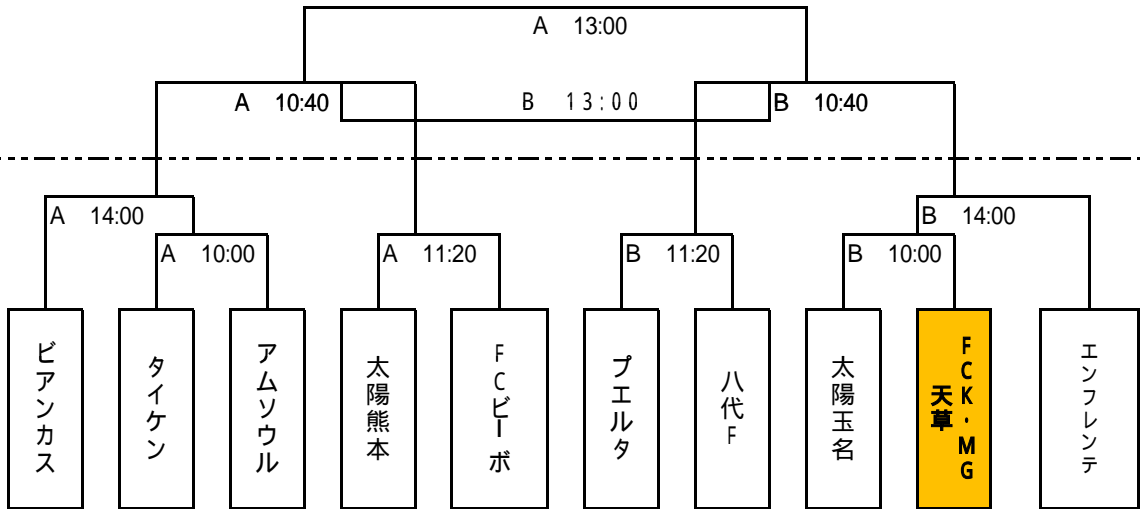 A 13:00
A 10:40
B 13:00
B 10:40
A 14:00
B 14:00
A 10:00
A 11:20
B 11:20
B 10:00
ビアンカス
タイケン
アムソウル
太陽熊本
FCビーボ
プエルタ
八代F
太陽玉名
FCK・MG
天草
エンフレンテ